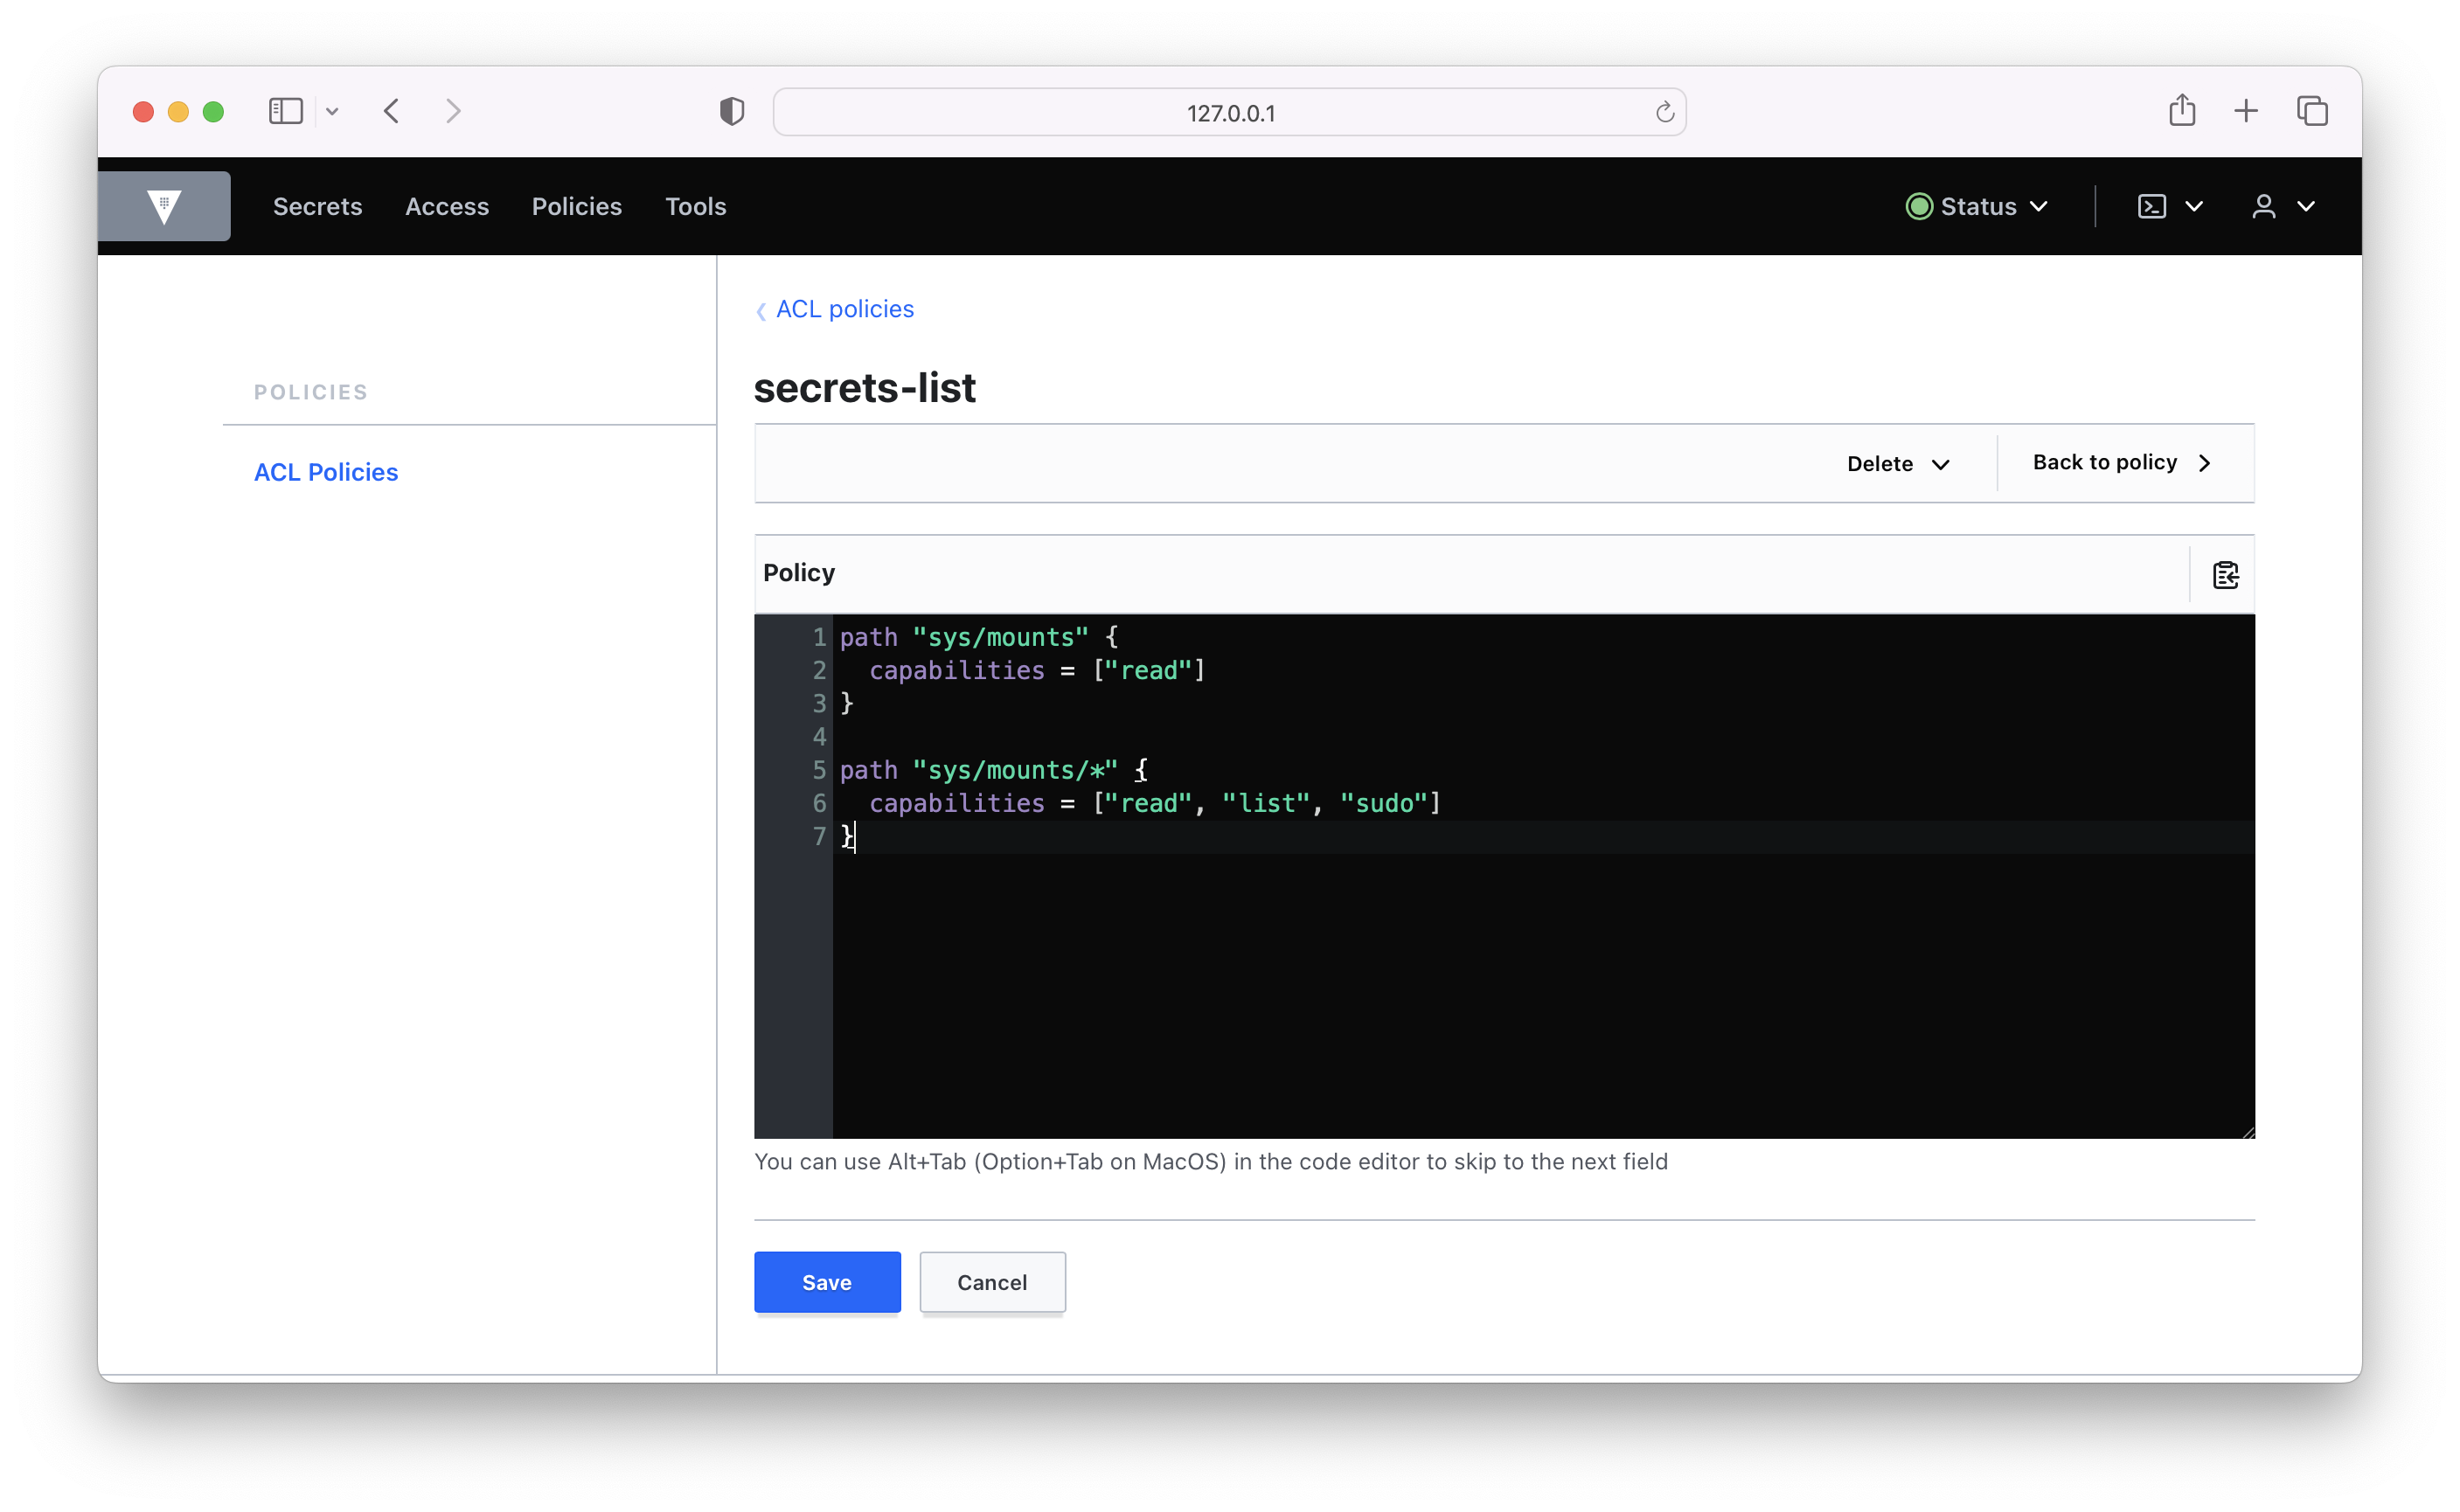 127.0.0.1
Secrets Access Policies Tools Status
ACL policies
POLICIES
ACL Policies
secrets-list
Delete Back to policy
Policy
1 path "sys/mounts" {
2   capabilities = ["read"]
3 }
4
5 path "sys/mounts/*" {
6   capabilities = ["read", "list", "sudo"]
7 }
You can use Alt+Tab (Option+Tab on MacOS) in the code editor to skip to the next field
Save Cancel